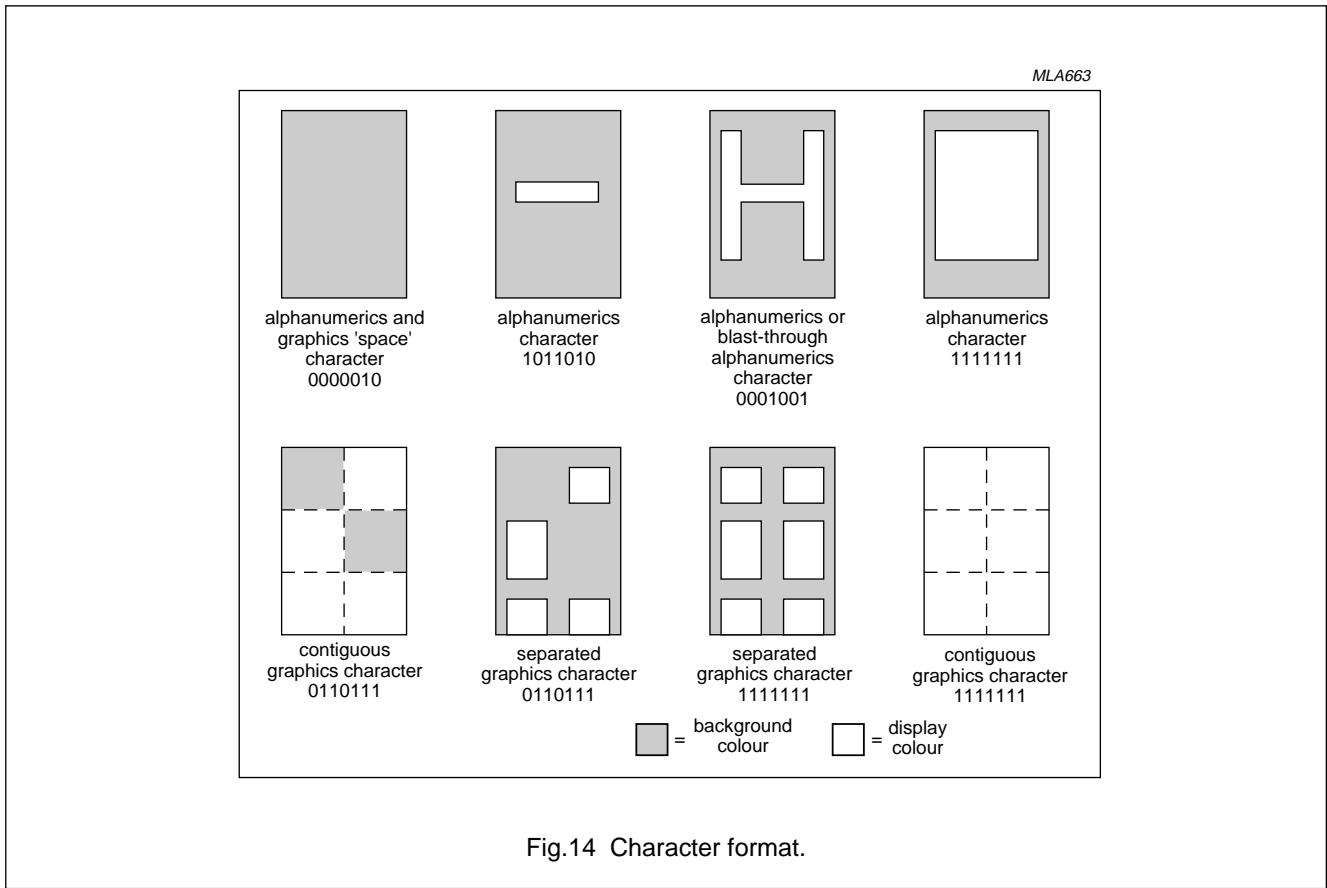 MLA663
alphanumerics and
graphics 'space'
character
0000010
alphanumerics
character
1011010
alphanumerics or
blast-through
alphanumerics
character
0001001
alphanumerics
character
1111111
contiguous
graphics character
0110111
separated
graphics character
0110111
separated
graphics character
1111111
contiguous
graphics character
1111111
= background
colour
= display
colour
Fig.14 Character format.